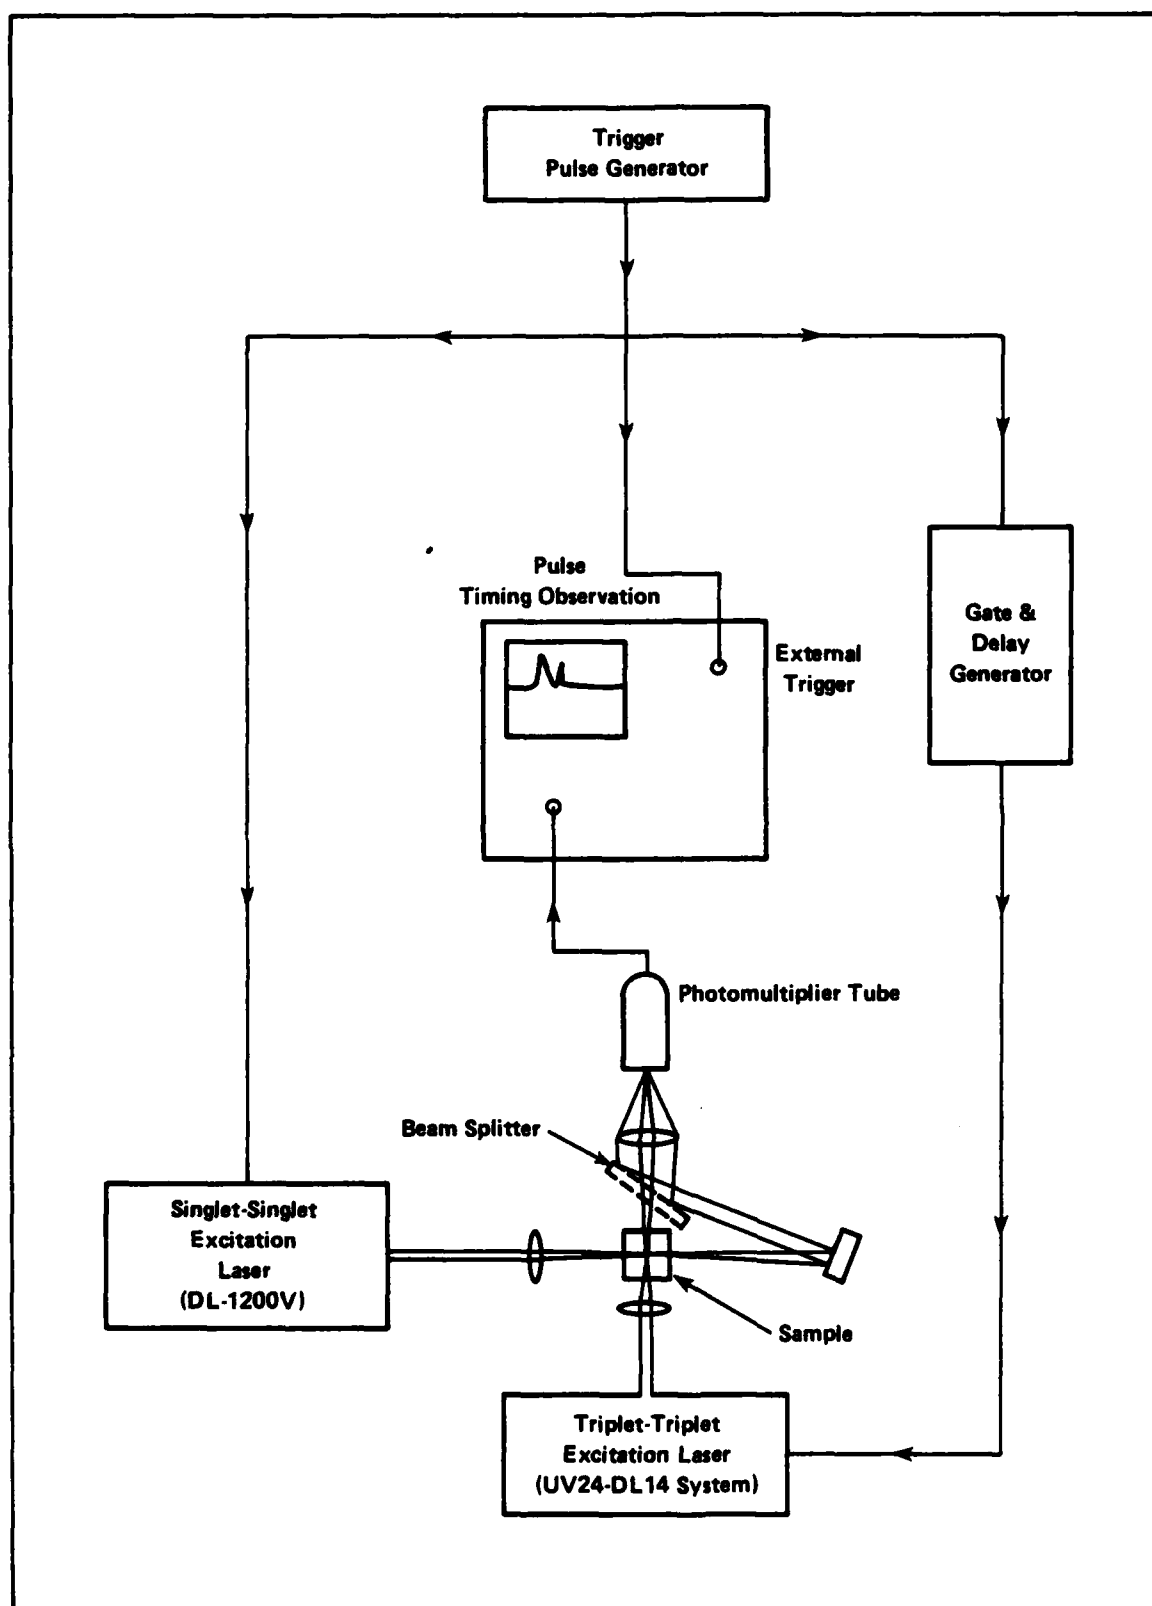 Trigger
Pulse Generator
Pulse
Timing Observation
External
Trigger
Gate &
Delay
Generator
Photomultiplier Tube
Beam Splitter
Singlet-Singlet
Excitation
Laser
(DL-1200V)
Sample
Triplet-Triplet
Excitation Laser
(UV24-DL14 System)